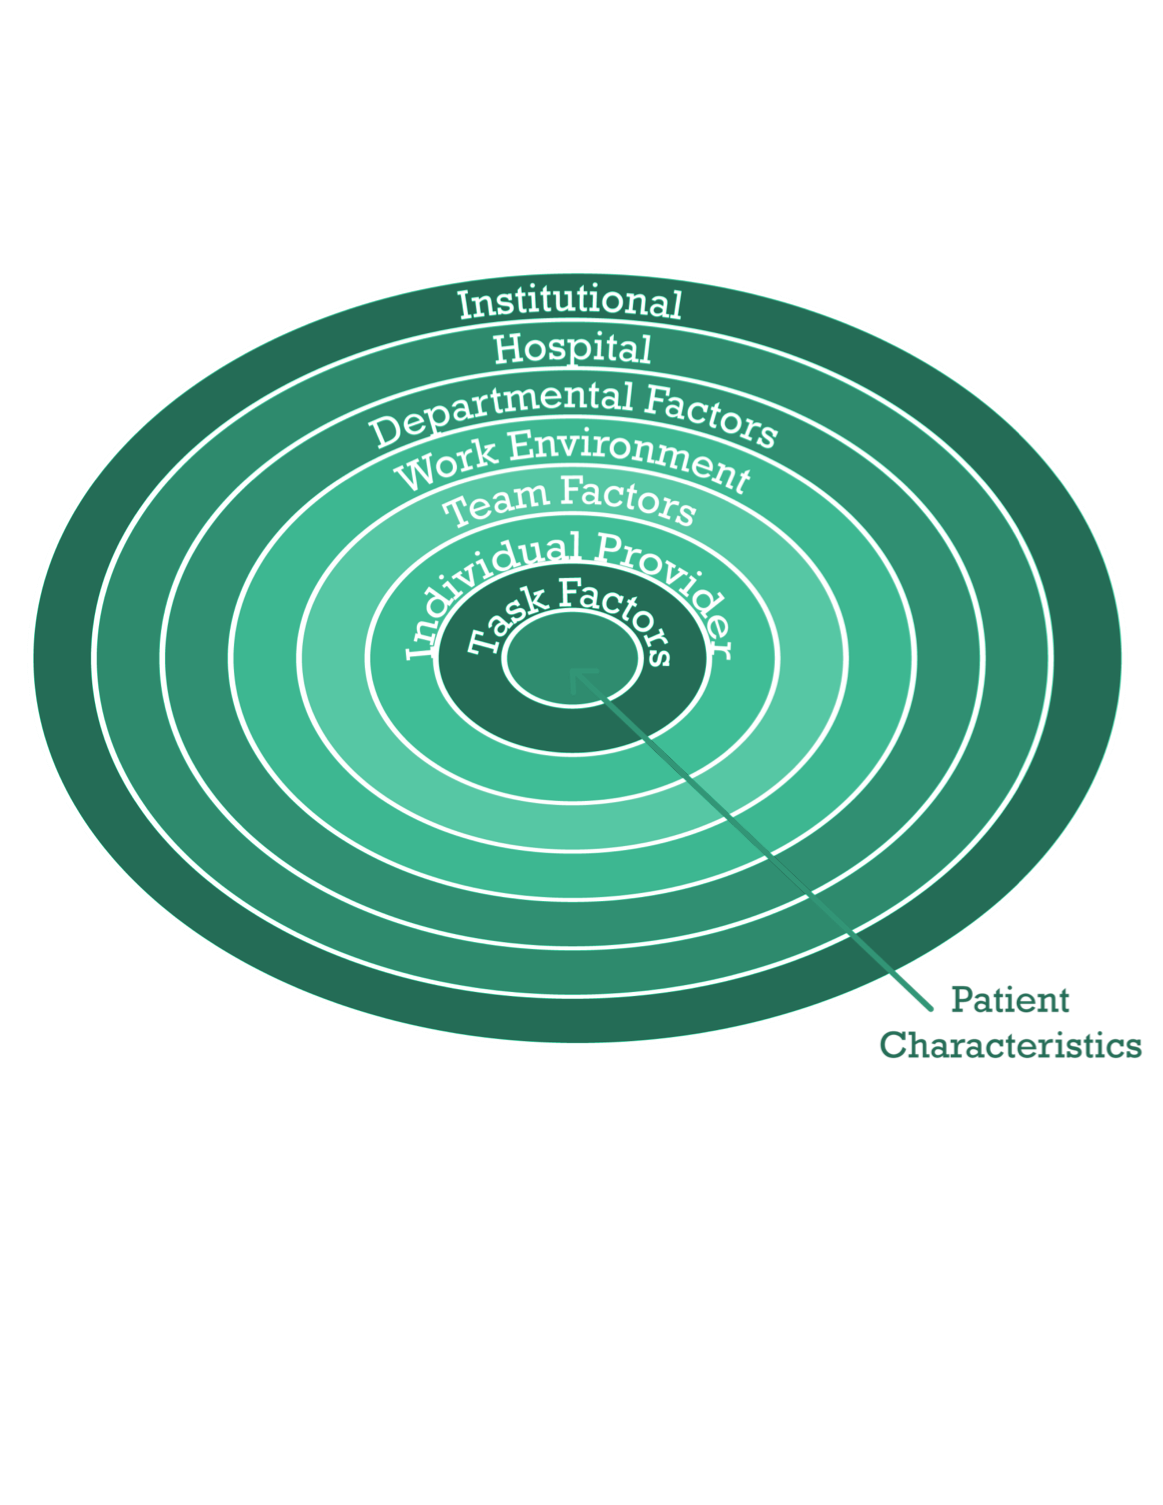 Institutional
Hospital
Departmental Factors
Work Environment
Team Factors
Individual Provider
Task Factors
Patient
Characteristics